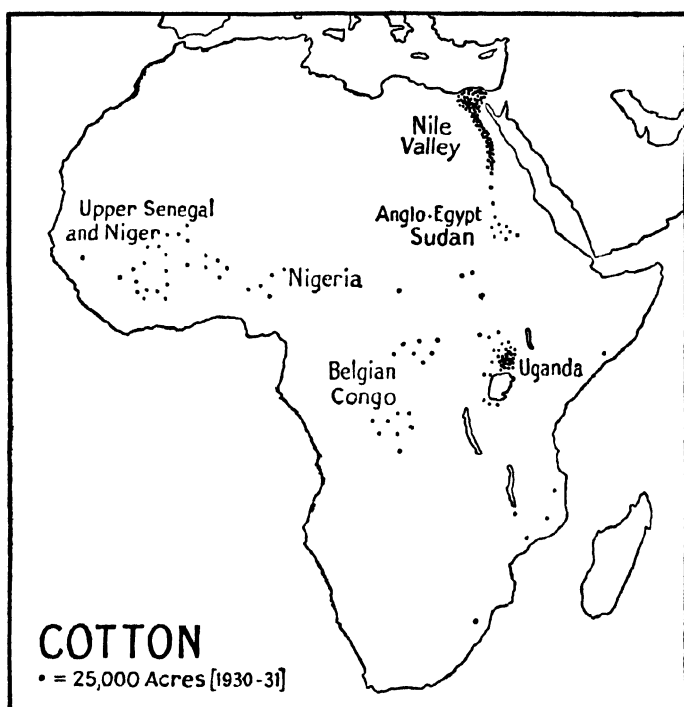 Nile
Valley
Upper Senegal
and Niger
Anglo-Egypt
Sudan
Nigeria
Belgian
Congo
Uganda
COTTON
• = 25,000 Acres [1930-31]